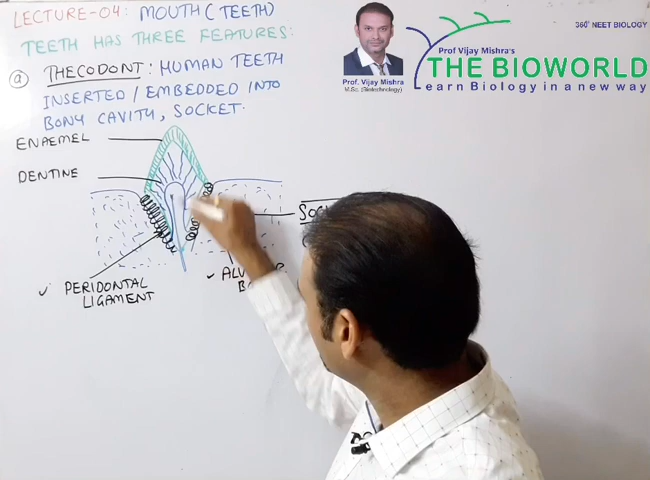 LECTURE-04: MOUTH (TEETH)
TEETH HAS THREE FEATURES:
ⓐ THECODONT: HUMAN TEETH
INSERTED / EMBEDDED INTO
BONY CAVITY, SOCKET.
ENAEMEL
DENTINE
✓ PERIDONTAL
LIGAMENT
360° NEET BIOLOGY
Prof Vijay Mishra's
THE BIOWORLD
Learn Biology in a new way
Prof. Vijay Mishra
M.Sc. (Biotechnology)